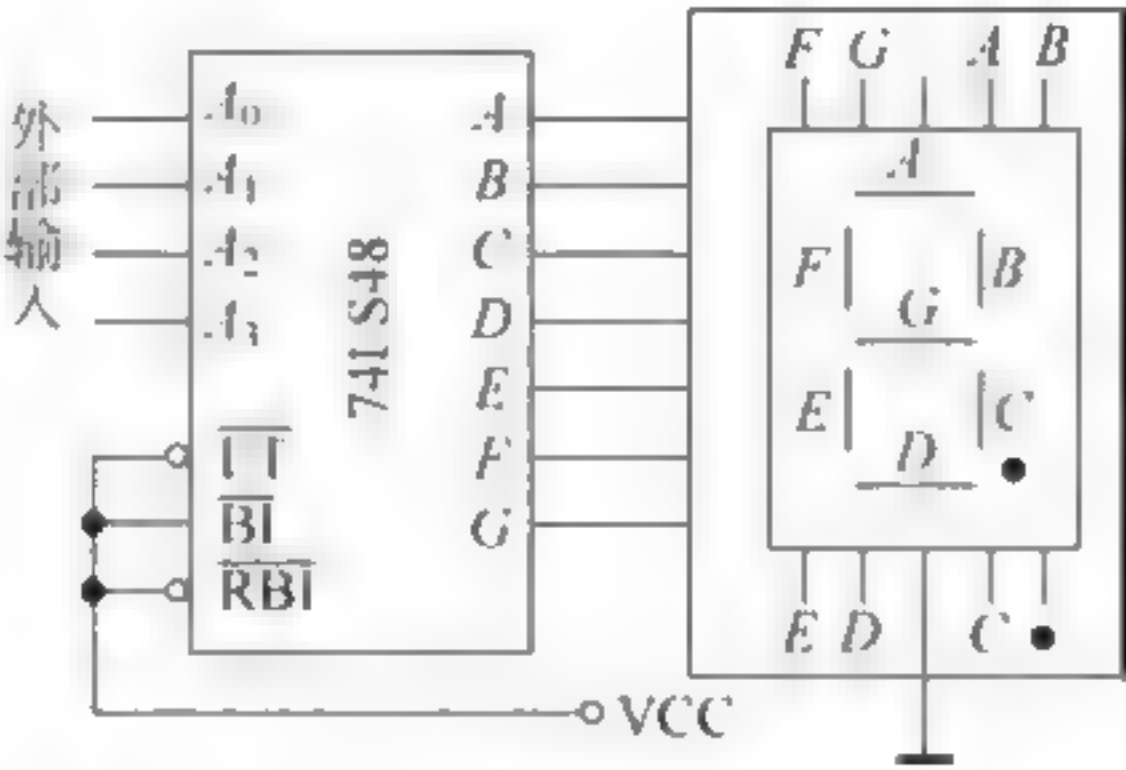 外部输入
A₀
A₁
A₂
A₃
74LS48
LT
BI
RBI
A
B
C
D
E
F
G
F G A B
A
F
B
G
E
C
D
E D C
VCC